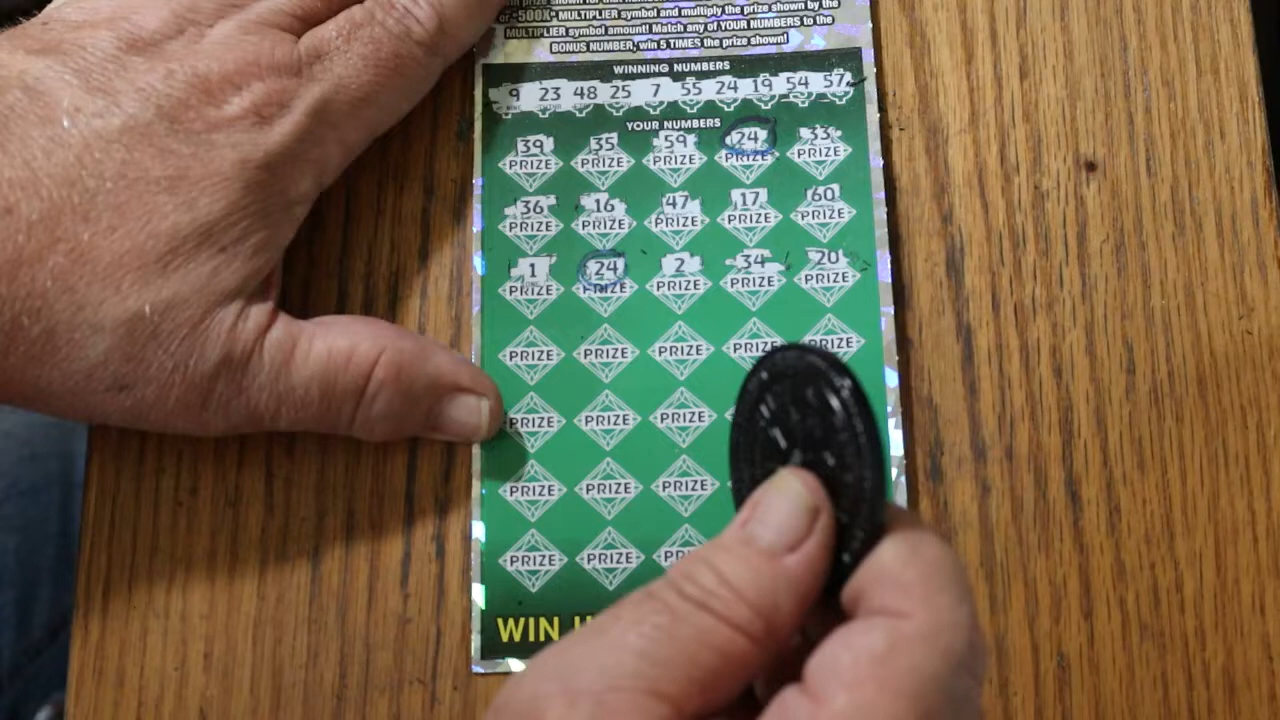 or "500X" MULTIPLIER symbol and multiply the prize shown by the
MULTIPLIER symbol amount! Match any of YOUR NUMBERS to the
BONUS NUMBER, win 5 TIMES the prize shown!
WINNING NUMBERS
9 23 48 25 7 55 24 19 54 57
YOUR NUMBERS
39 35 59 24 33
PRIZE PRIZE PRIZE PRIZE PRIZE
36 16 47 17 60
PRIZE PRIZE PRIZE PRIZE PRIZE
1 24 2 34 20
PRIZE PRIZE PRIZE PRIZE PRIZE
PRIZE PRIZE PRIZE PRIZE PRIZE
PRIZE PRIZE PRIZE
PRIZE PRIZE PRIZE
PRIZE PRIZE
WIN